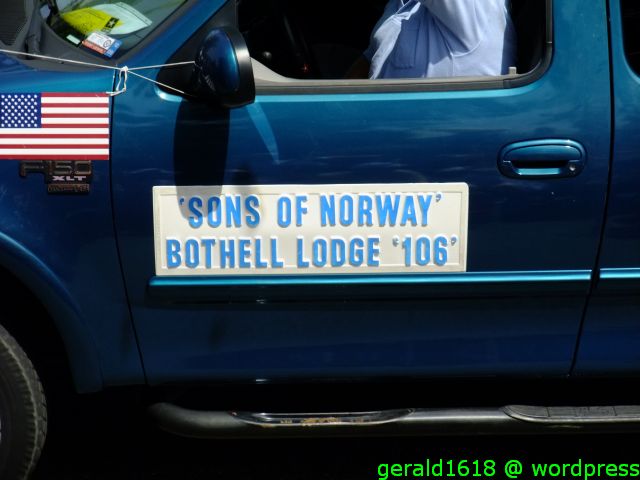 F150
XLT
'SONS OF NORWAY'
BOTHELL LODGE '106'
gerald1618 @ wordpress